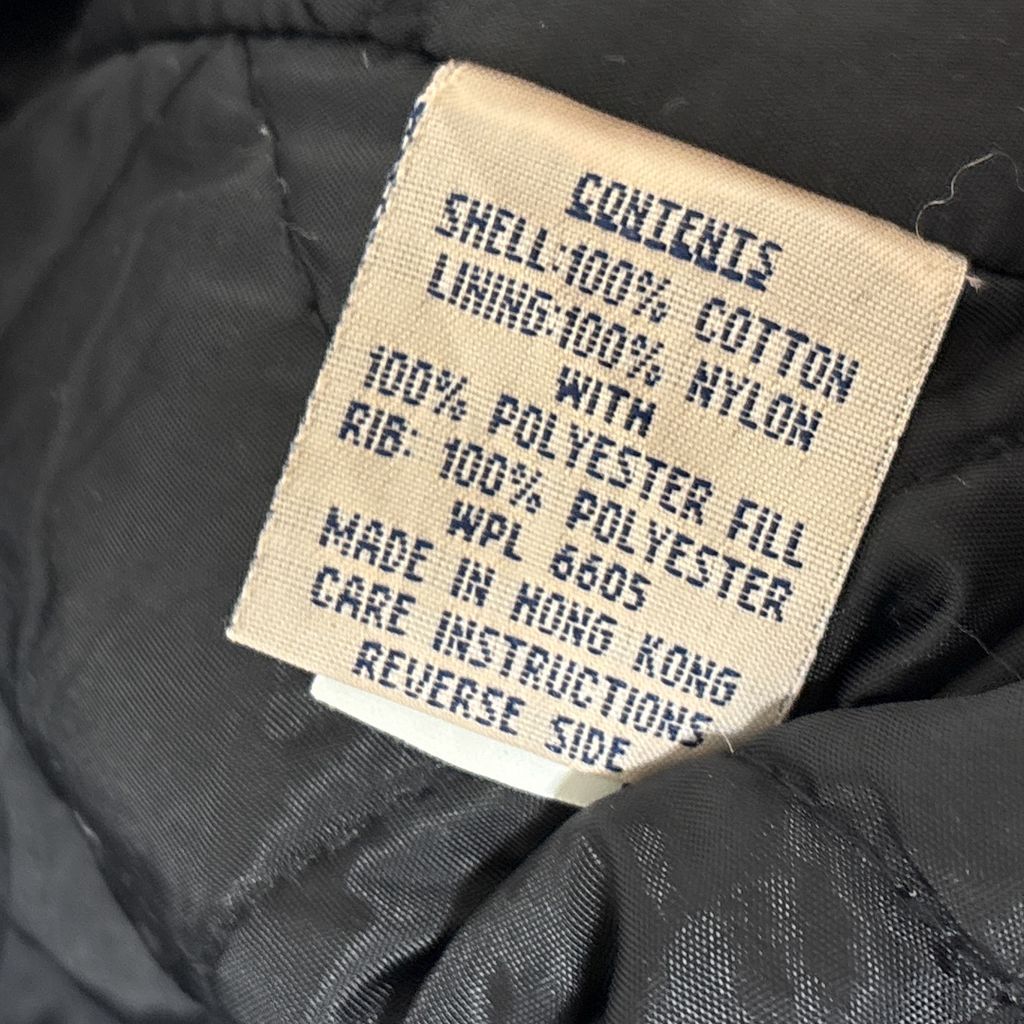 CONTENTS
SHELL:100% COTTON
LINING:100% NYLON
WITH
100% POLYESTER FILL
RIB: 100% POLYESTER
WPL 6605
MADE IN HONG KONG
CARE INSTRUCTIONS
REVERSE SIDE